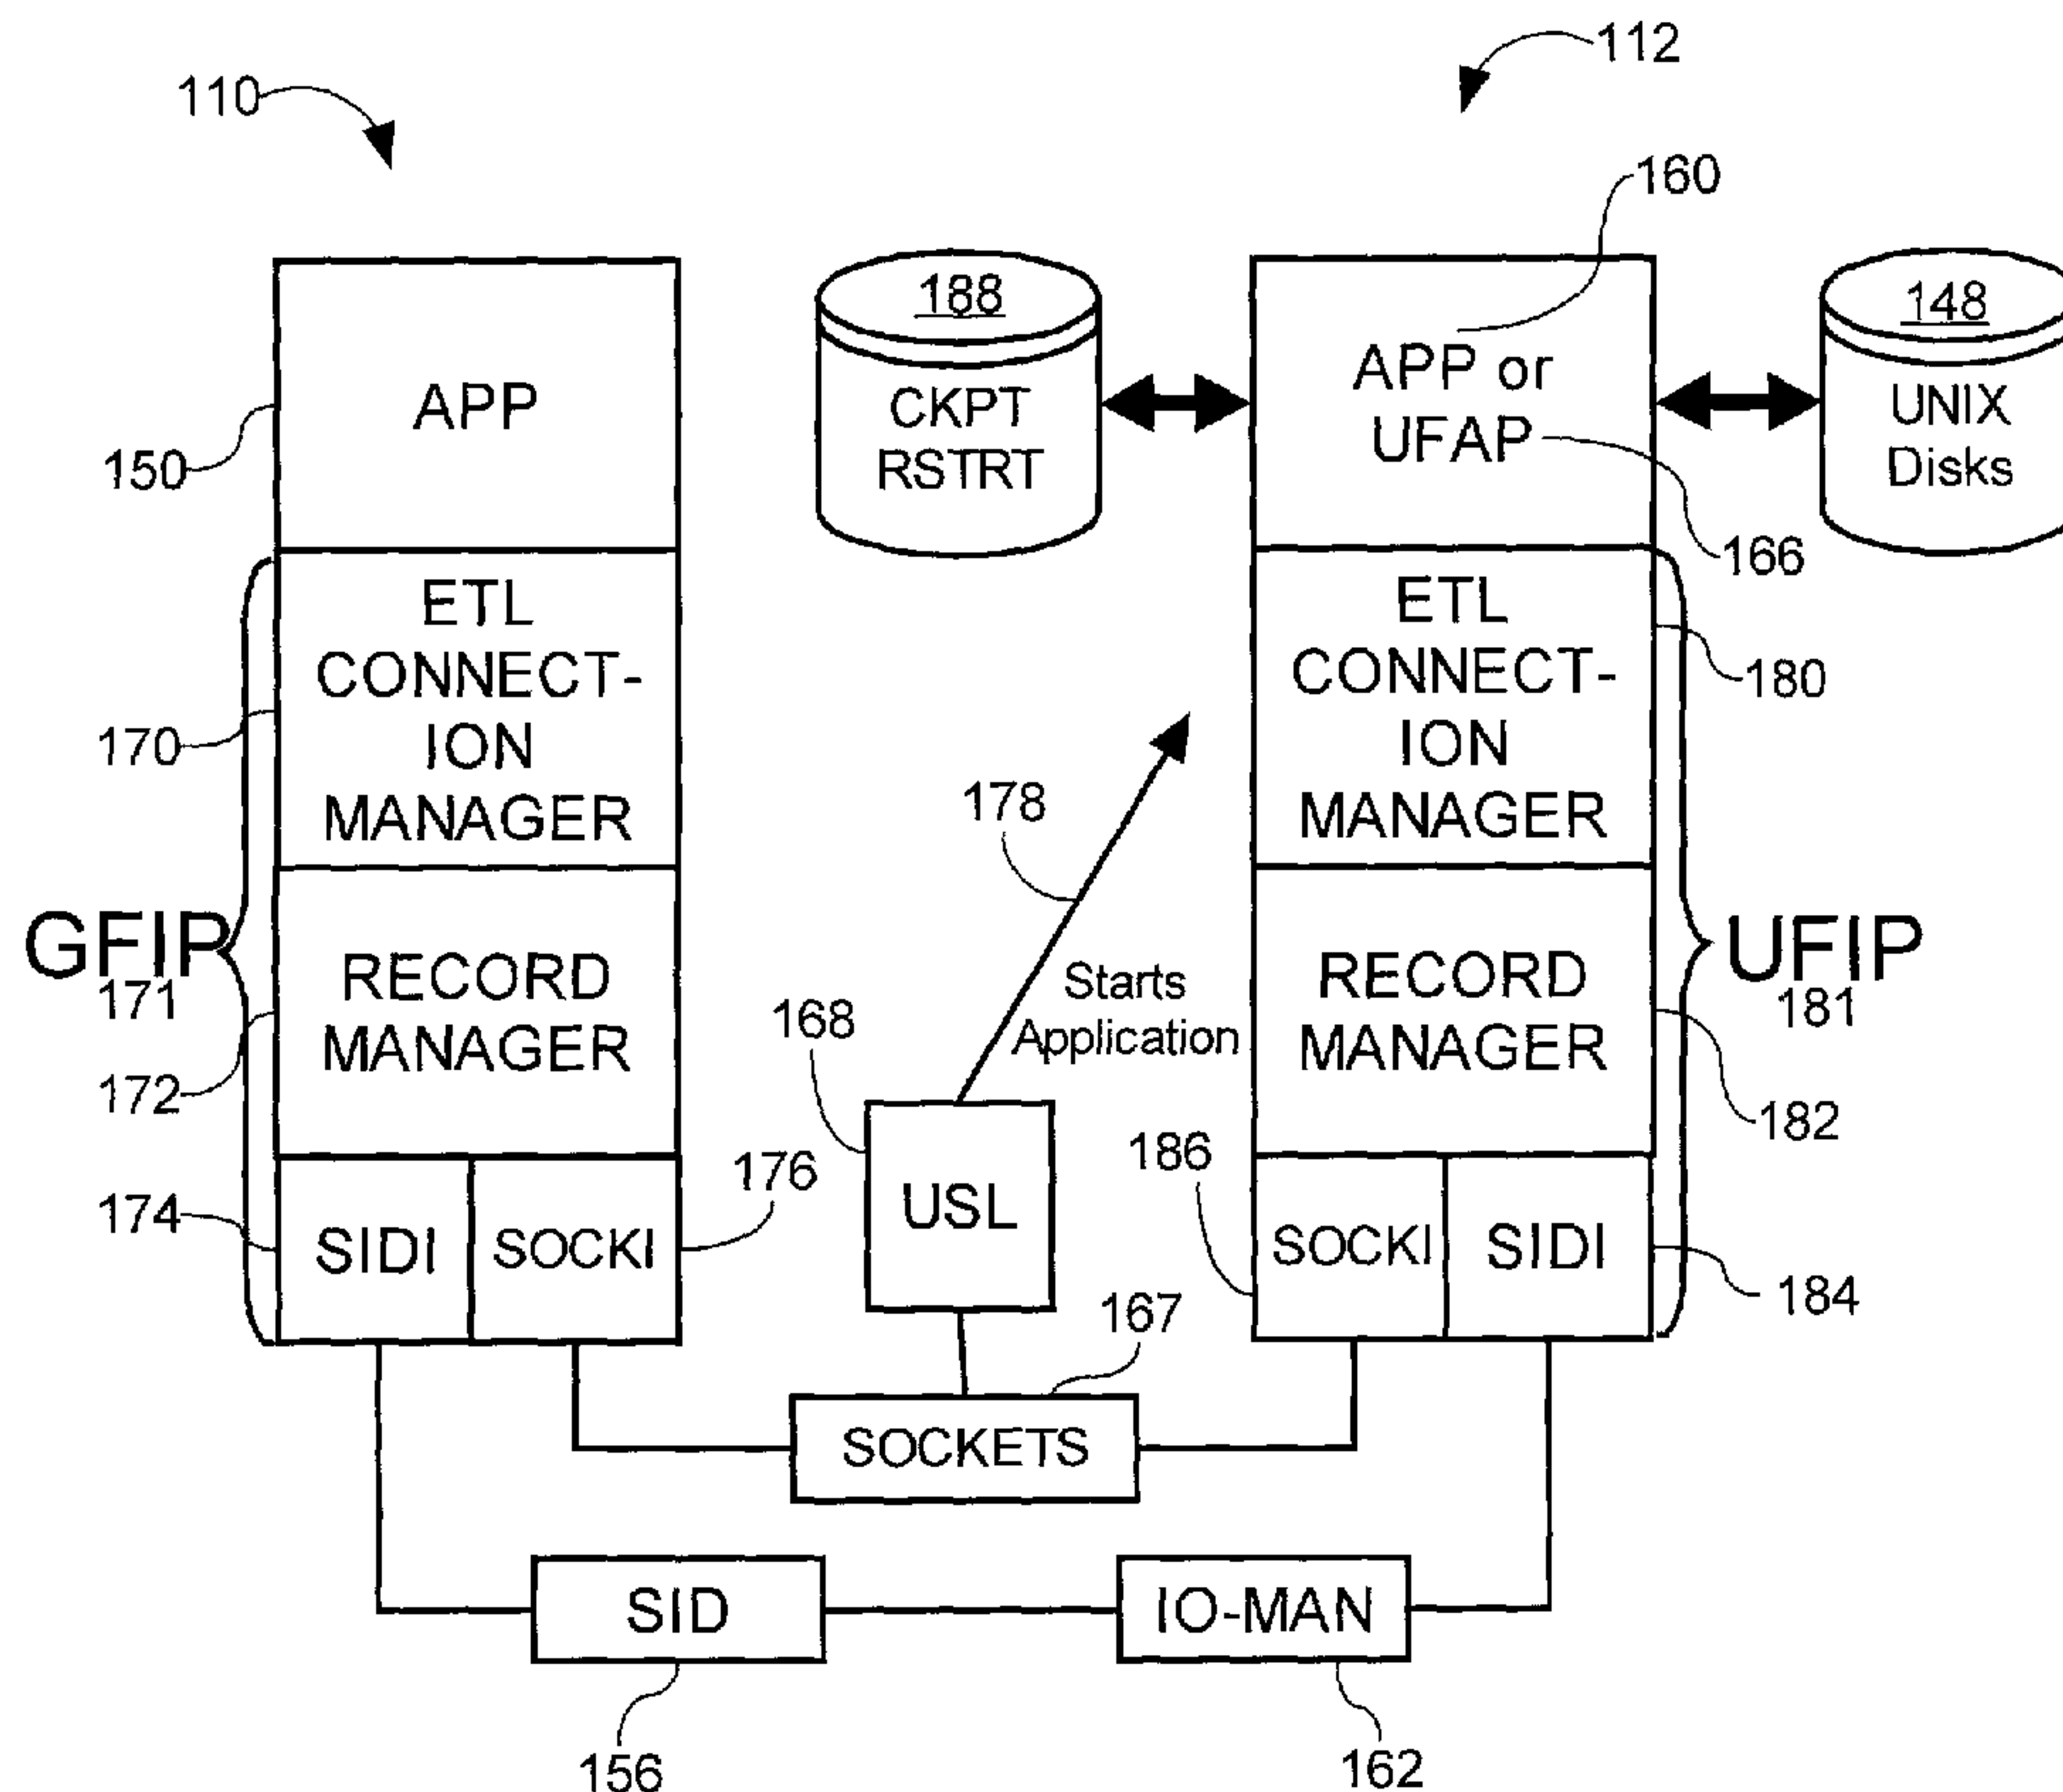 112
110
160
188
148
APP
CKPT
RSTRT
APP or
UFAP
UNIX
Disks
150
166
ETL
CONNECT-
ION
MANAGER
ETL
CONNECT-
ION
MANAGER
170
180
178
GFIP
171
RECORD
MANAGER
Starts
Application
RECORD
MANAGER
UFIP
181
168
172
182
176
186
174
SIDI
SOCKI
USL
SOCKI
SIDI
184
167
SOCKETS
SID
IO-MAN
156
162